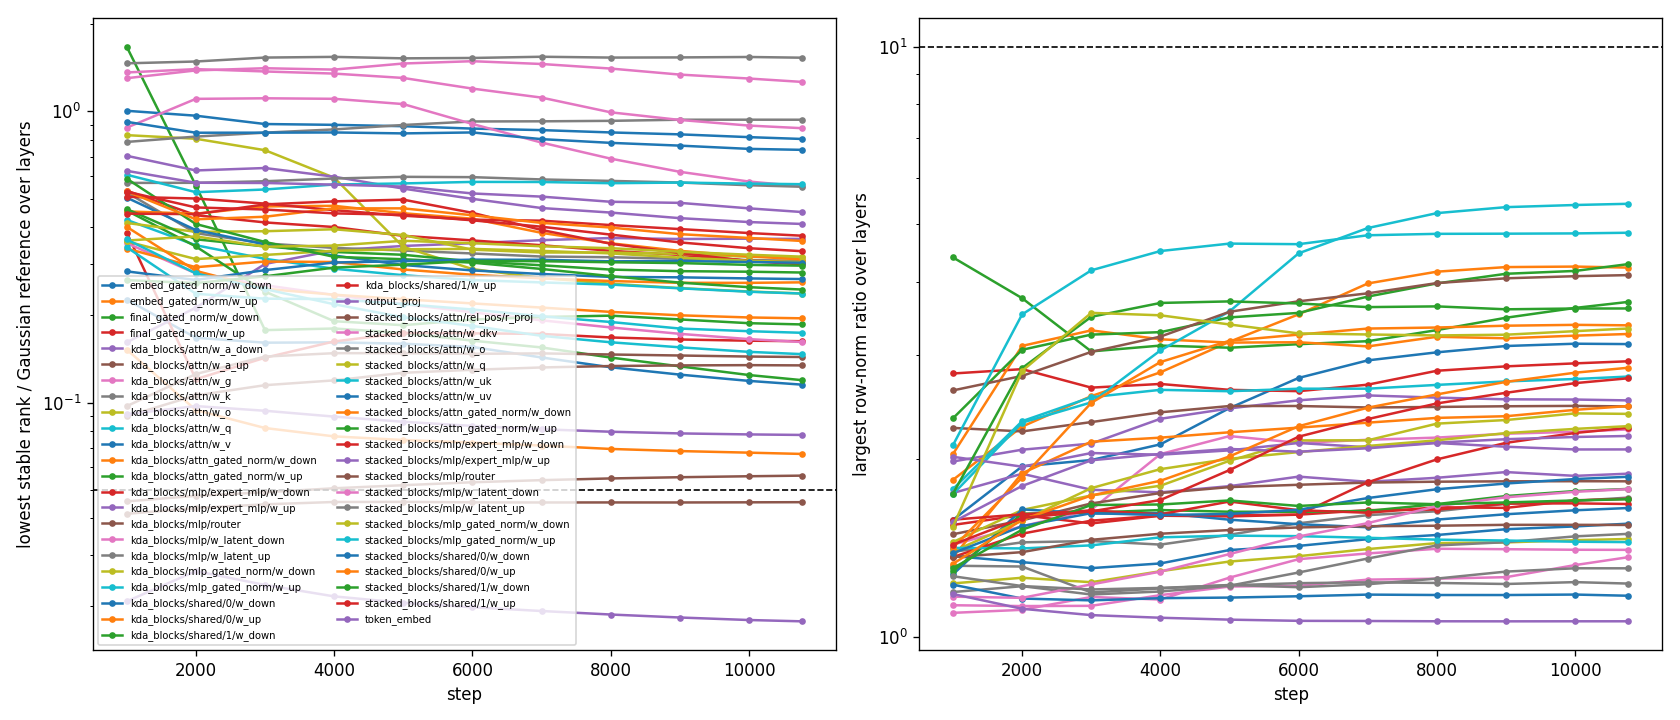 lowest stable rank / Gaussian reference over layers
10⁰
10⁻¹
embed_gated_norm/w_down
embed_gated_norm/w_up
final_gated_norm/w_down
final_gated_norm/w_up
kda_blocks/attn/w_a_down
kda_blocks/attn/w_a_up
kda_blocks/attn/w_g
kda_blocks/attn/w_k
kda_blocks/attn/w_o
kda_blocks/attn/w_q
kda_blocks/attn/w_v
kda_blocks/attn_gated_norm/w_down
kda_blocks/attn_gated_norm/w_up
kda_blocks/mlp/expert_mlp/w_down
kda_blocks/mlp/expert_mlp/w_up
kda_blocks/mlp/router
kda_blocks/mlp/w_latent_down
kda_blocks/mlp/w_latent_up
kda_blocks/mlp_gated_norm/w_down
kda_blocks/mlp_gated_norm/w_up
kda_blocks/shared/0/w_down
kda_blocks/shared/0/w_up
kda_blocks/shared/1/w_down
kda_blocks/shared/1/w_up
output_proj
stacked_blocks/attn/rel_pos/r_proj
stacked_blocks/attn/w_dkv
stacked_blocks/attn/w_o
stacked_blocks/attn/w_q
stacked_blocks/attn/w_uk
stacked_blocks/attn/w_uv
stacked_blocks/attn_gated_norm/w_down
stacked_blocks/attn_gated_norm/w_up
stacked_blocks/mlp/expert_mlp/w_down
stacked_blocks/mlp/expert_mlp/w_up
stacked_blocks/mlp/router
stacked_blocks/mlp/w_latent_down
stacked_blocks/mlp/w_latent_up
stacked_blocks/mlp_gated_norm/w_down
stacked_blocks/mlp_gated_norm/w_up
stacked_blocks/shared/0/w_down
stacked_blocks/shared/0/w_up
stacked_blocks/shared/1/w_down
stacked_blocks/shared/1/w_up
token_embed
2000 4000 6000 8000 10000
step
largest row-norm ratio over layers
10¹
10⁰
2000 4000 6000 8000 10000
step